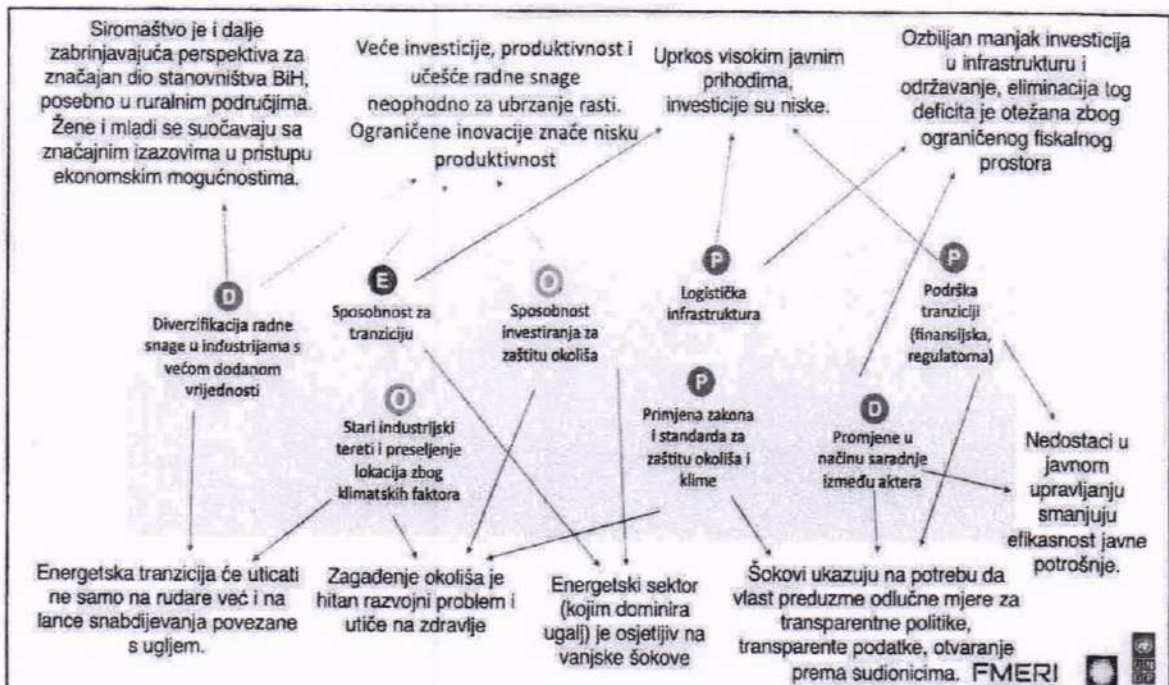 Siromaštvo je i dalje
zabrinjavajuća perspektiva za
značajan dio stanovništva BiH,
posebno u ruralnim područjima.
Žene i mladi se suočavaju sa
značajnim izazovima u pristupu
ekonomskim mogućnostima.
Veće investicije, produktivnost i
učešće radne snage
neophodno za ubrzanje rasti.
Ograničene inovacije znače nisku
produktivnost
Uprkos visokim javnim
prihodima,
investicije su niske.
Ozbiljan manjak investicija
u infrastrukturu i
održavanje, eliminacija tog
deficita je otežana zbog
ograničenog fiskalnog
prostora
D
Diverzifikacija radne
snage u industrijama s
većom dodanom
vrijednosti
E
Sposobnost za
tranziciju
O
Sposobnost
investiranja za
zaštitu okoliša
P
Logistička
infrastruktura
P
Podrška
tranziciji
(finansijska,
regulatorna)
O
Stari industrijski
tereti i preseljenje
lokacija zbog
klimatskih faktora
P
Primjena zakona
i standarda za
zaštitu okoliša i
klime
D
Promjene u
načinu saradnje
između aktera
Nedostaci u
javnom
upravljanju
smanjuju
efikasnost javne
potrošnje.
Energetska tranzicija će uticati
ne samo na rudare već i na
lance snabdijevanja povezane
s ugljem.
Zagađenje okoliša je
hitan razvojni problem i
utiče na zdravlje
Energetski sektor
(kojim dominira
ugalj) je osjetljiv na
vanjske šokove
Šokovi ukazuju na potrebu da
vlast preduzme odlučne mjere za
transparentne politike,
transparente podatke, otvaranje
prema sudionicima.
FMERI